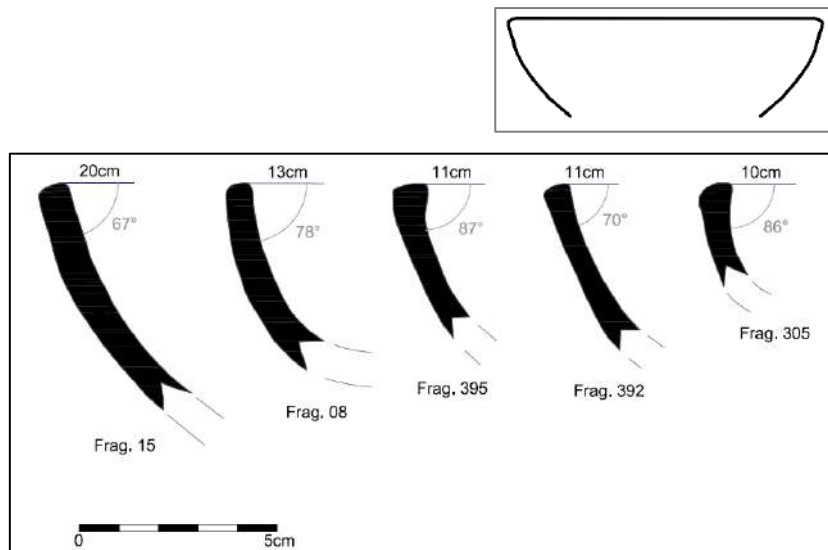 20cm 13cm 11cm 11cm 10cm
67° 78° 87° 70° 86°
Frag. 15 Frag. 08 Frag. 395 Frag. 392 Frag. 305
0 5cm